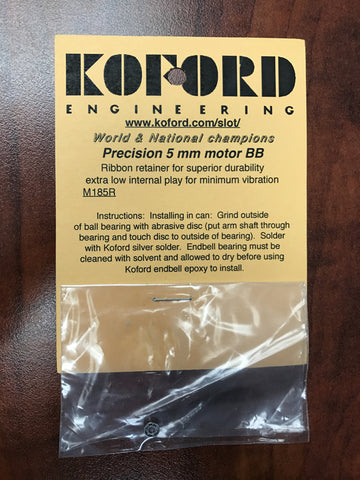 KOFORD
ENGINEERING
www.koford.com/slot/
World & National champions
Precision 5 mm motor BB
Ribbon retainer for superior durability
extra low internal play for minimum vibration
M185R
Instructions: Installing in can: Grind outside
of ball bearing with abrasive disc (put arm shaft through
bearing and touch disc to outside of bearing). Solder
with Koford silver solder. Endbell bearing must be
cleaned with solvent and allowed to dry before using
Koford endbell epoxy to install.